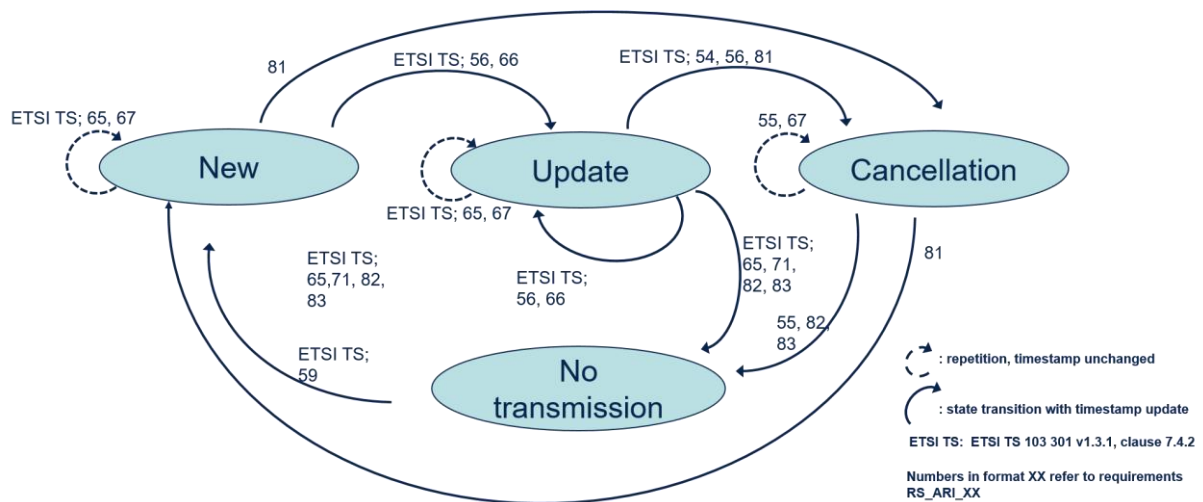 81
ETSI TS; 56, 66
ETSI TS; 54, 56, 81
ETSI TS; 65, 67
55, 67
New
Update
Cancellation
ETSI TS; 65, 67
ETSI TS;
65,71, 82,
83
ETSI TS;
56, 66
ETSI TS;
65, 71,
82, 83
81
55, 82,
83
ETSI TS;
59
No
transmission
: repetition, timestamp unchanged
: state transition with timestamp update
ETSI TS: ETSI TS 103 301 v1.3.1, clause 7.4.2
Numbers in format XX refer to requirements
RS_ARI_XX